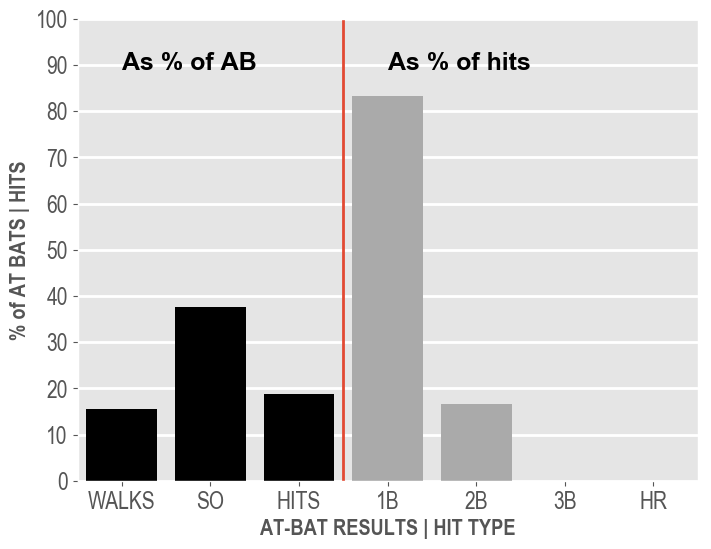 As % of AB
As % of hits
% of AT BATS | HITS
100
90
80
70
60
50
40
30
20
10
0
WALKS SO HITS 1B 2B 3B HR
AT-BAT RESULTS | HIT TYPE